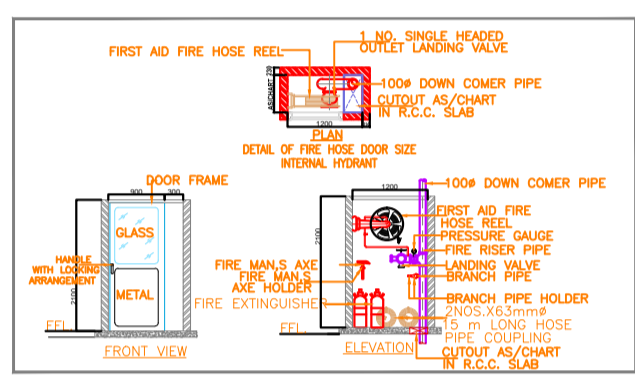 1 NO. SINGLE HEADED
OUTLET LANDING VALVE
FIRST AID FIRE HOSE REEL
230
AS/CHART
100ø DOWN COMER PIPE
CUTOUT AS/CHART
IN R.C.C. SLAB
1200
PLAN
DETAIL OF FIRE HOSE DOOR SIZE
INTERNAL HYDRANT
DOOR FRAME
900
300
2100
GLASS
HANDLE
WITH LOCKING
ARRANGEMENT
METAL
FFL
FRONT VIEW
1200
2100
100ø DOWN COMER PIPE
FIRST AID FIRE
HOSE REEL
PRESSURE GAUGE
FIRE RISER PIPE
LANDING VALVE
BRANCH PIPE
FIRE MAN,S AXE
FIRE MAN,S
AXE HOLDER
FIRE EXTINGUISHER
BRANCH PIPE HOLDER
2NOS.X63mmø
15 m LONG HOSE
PIPE COUPLING
CUTOUT AS/CHART
IN R.C.C. SLAB
FFL
ELEVATION